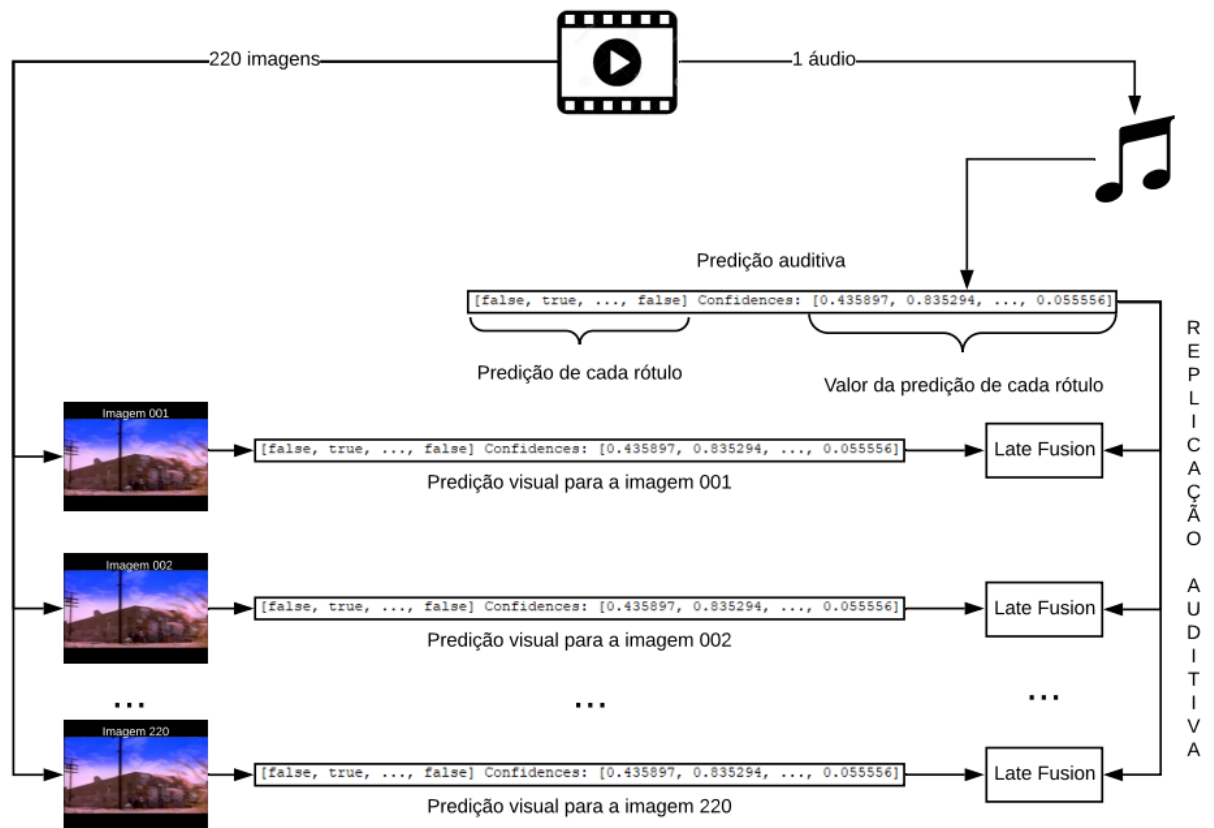 220 imagens
1 áudio
Predição auditiva
[false, true, ..., false] Confidences: [0.435897, 0.835294, ..., 0.055556]
Predição de cada rótulo
Valor da predição de cada rótulo
REPLICAÇÃO AUDITIVA
Imagem 001
[false, true, ..., false] Confidences: [0.435897, 0.835294, ..., 0.055556]
Late Fusion
Predição visual para a imagem 001
Imagem 002
[false, true, ..., false] Confidences: [0.435897, 0.835294, ..., 0.055556]
Late Fusion
Predição visual para a imagem 002
... ... ...
Imagem 220
[false, true, ..., false] Confidences: [0.435897, 0.835294, ..., 0.055556]
Late Fusion
Predição visual para a imagem 220